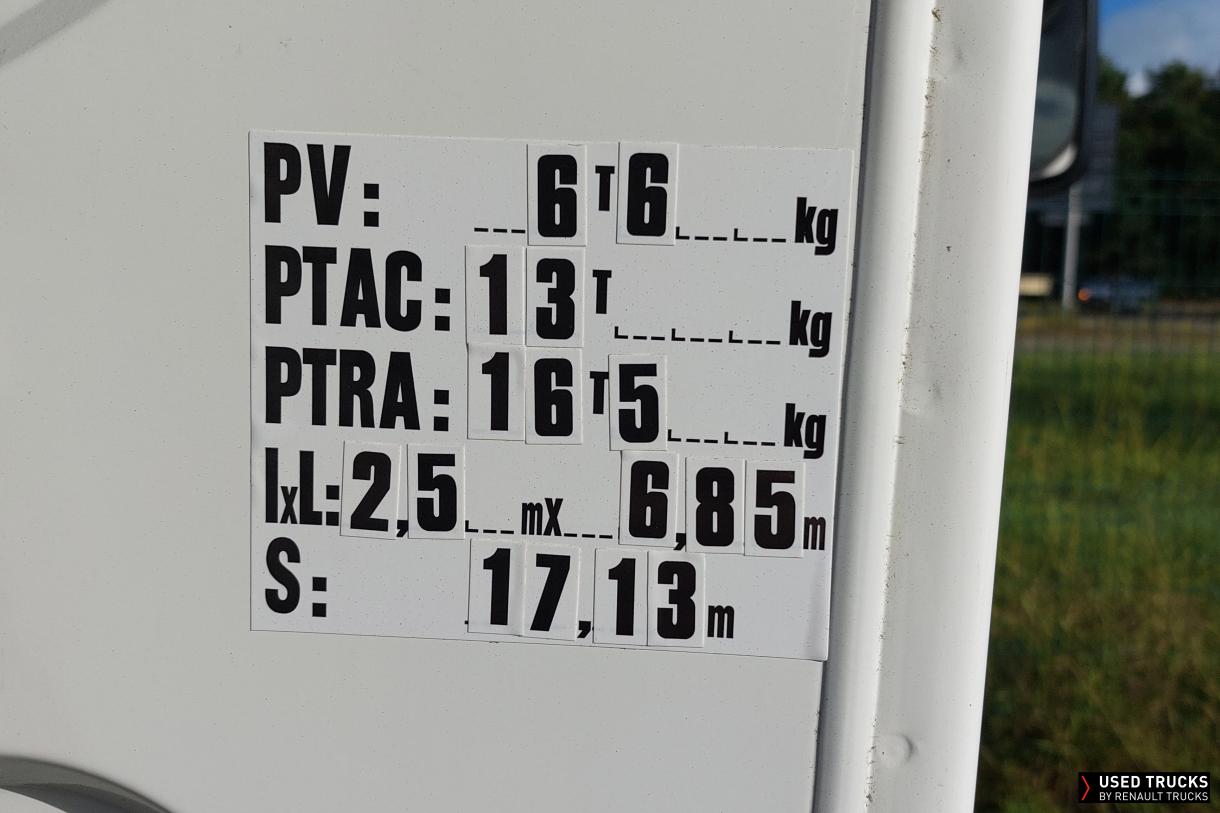 PV: 6 T 6 kg
PTAC: 13 T kg
PTRA: 16 T 5 kg
lxL: 2,5 mX 6,85 m
S: 17,13 m
USED TRUCKS
BY RENAULT TRUCKS